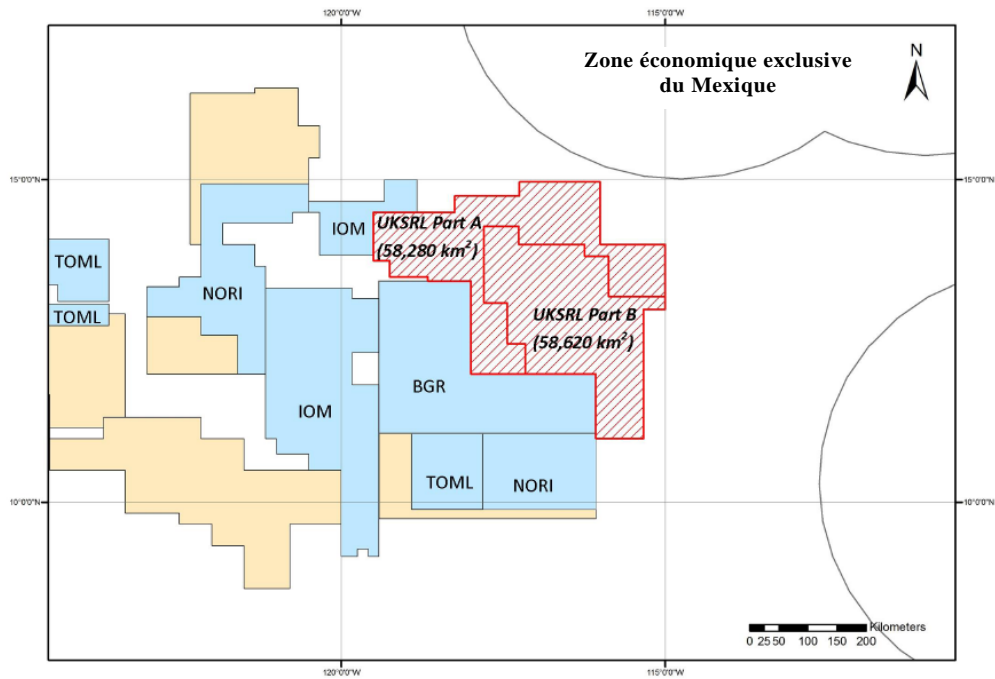 120°0'0"W
115°0'0"W
Zone économique exclusive
du Mexique
N
15°0'0"N
15°0'0"N
UKSRL Part A
IOM
(58,280 km²)
TOML
NORI
TOML
UKSRL Part B
(58,620 km²)
BGR
IOM
TOML
NORI
10°0'0"N
10°0'0"N
Kilometers
0 25 50 100 150 200
120°0'0"W
115°0'0"W